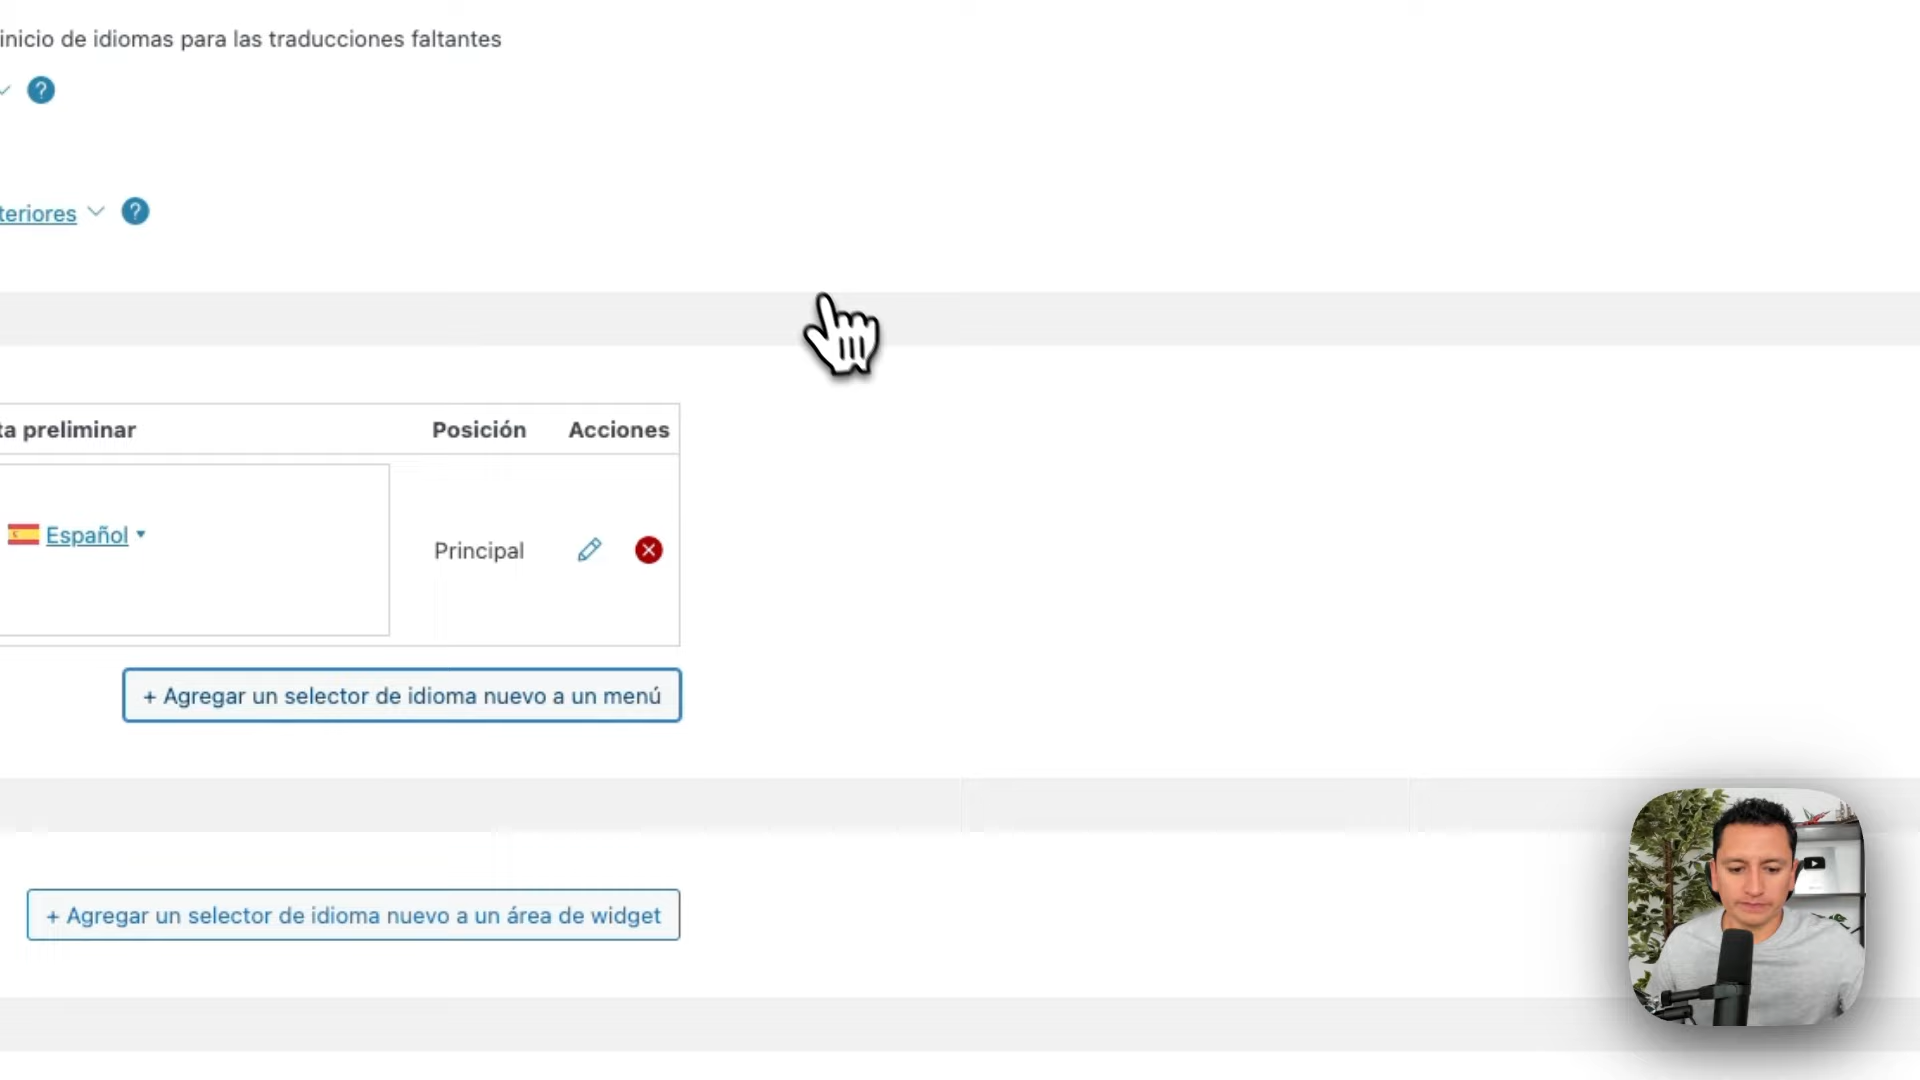 inicio de idiomas para las traducciones faltantes
?
teriores ?
ta preliminar Posición Acciones
Español Principal
+ Agregar un selector de idioma nuevo a un menú
+ Agregar un selector de idioma nuevo a un área de widget